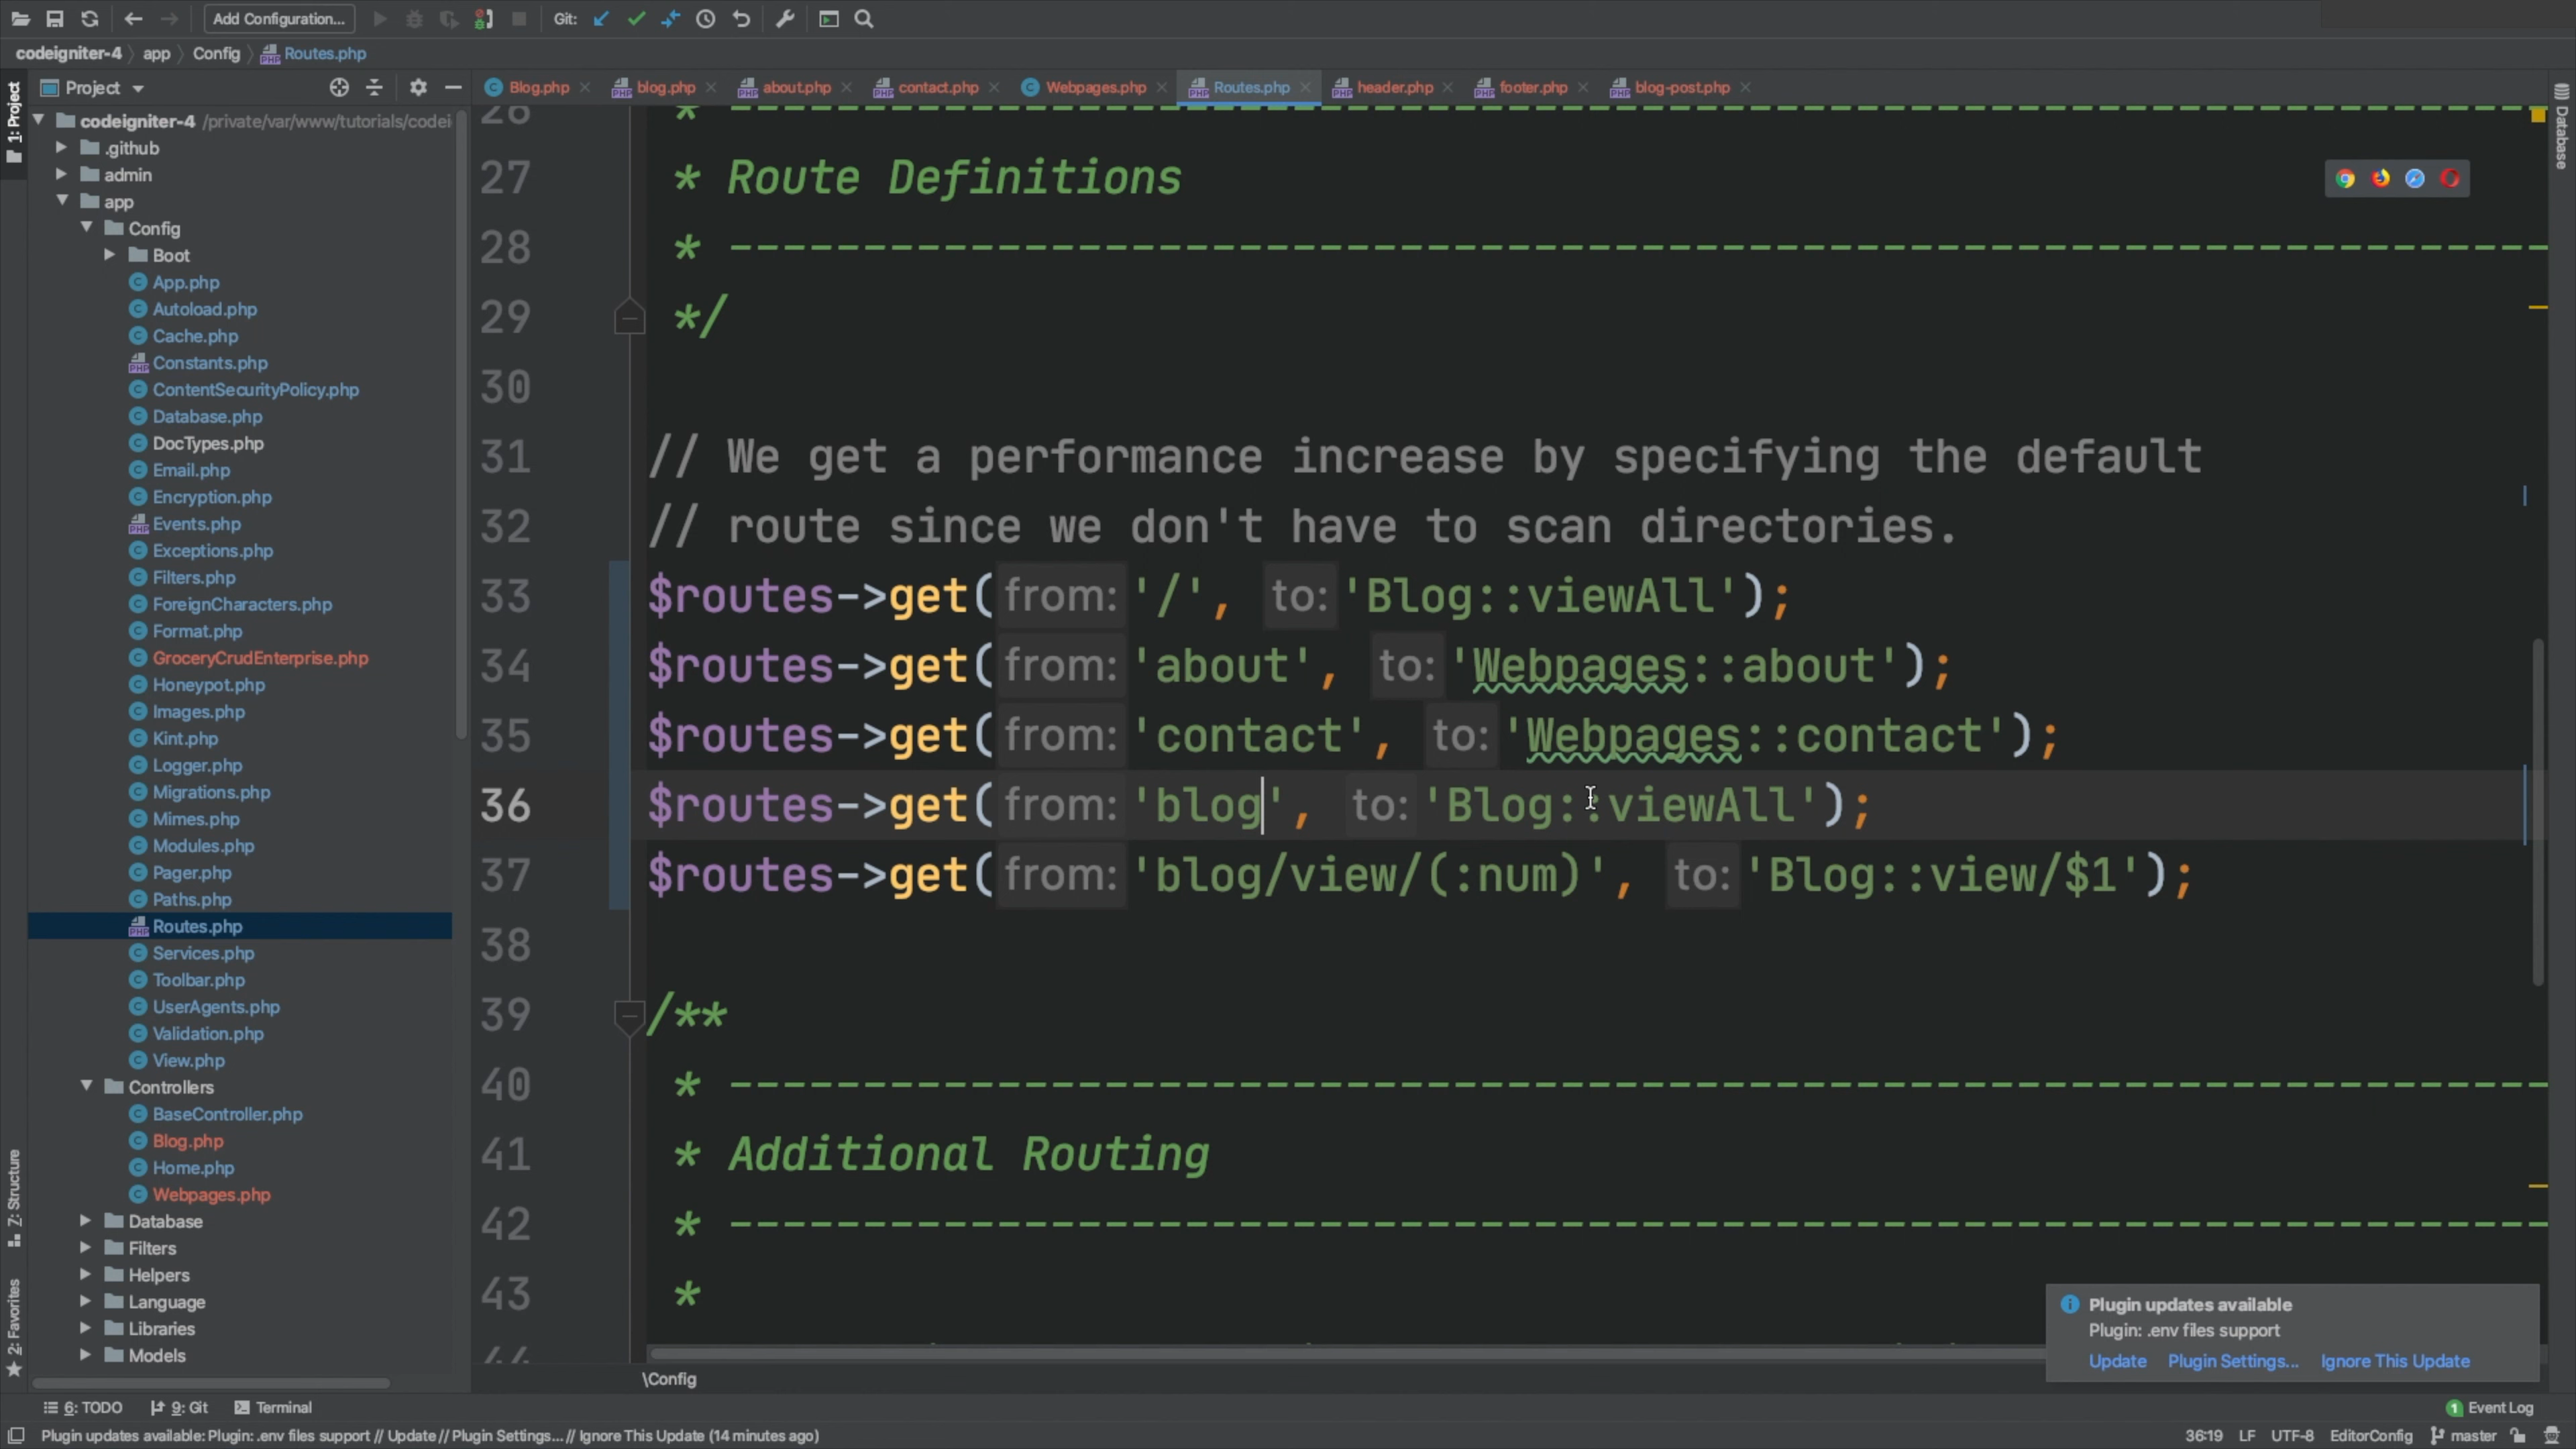 Add Configuration...
Git:
codeigniter-4
app
Config
Routes.php
1: Project
Project
Blog.php
blog.php
about.php
contact.php
Webpages.php
Routes.php
header.php
footer.php
blog-post.php
Database
codeigniter-4 /private/var/www/tutorials/codei
.github
admin
app
Config
Boot
App.php
Autoload.php
Cache.php
Constants.php
ContentSecurityPolicy.php
Database.php
DocTypes.php
Email.php
Encryption.php
Events.php
Exceptions.php
Filters.php
ForeignCharacters.php
Format.php
GroceryCrudEnterprise.php
Honeypot.php
Images.php
Kint.php
Logger.php
Migrations.php
Mimes.php
Modules.php
Pager.php
Paths.php
Routes.php
Services.php
Toolbar.php
UserAgents.php
Validation.php
View.php
Controllers
BaseController.php
Blog.php
Home.php
Webpages.php
Database
Filters
Helpers
Language
Libraries
Models
7: Structure
2: Favorites
26 * --------------------------------------------------------------------
27 * Route Definitions
28 * --------------------------------------------------------------------
29 */
30
31 // We get a performance increase by specifying the default
32 // route since we don't have to scan directories.
33 $routes->get( from: '/', to: 'Blog::viewAll');
34 $routes->get( from: 'about', to: 'Webpages::about');
35 $routes->get( from: 'contact', to: 'Webpages::contact');
36 $routes->get( from: 'blog', to: 'Blog::viewAll');
37 $routes->get( from: 'blog/view/(:num)', to: 'Blog::view/$1');
38
39 /**
40 * --------------------------------------------------------------------
41 * Additional Routing
42 * --------------------------------------------------------------------
43 *
44
\Config
Plugin updates available
Plugin: .env files support
Update Plugin Settings... Ignore This Update
6: TODO
9: Git
Terminal
1 Event Log
Plugin updates available: Plugin: .env files support // Update // Plugin Settings... // Ignore This Update (14 minutes ago)
36:19 LF UTF-8 EditorConfig master